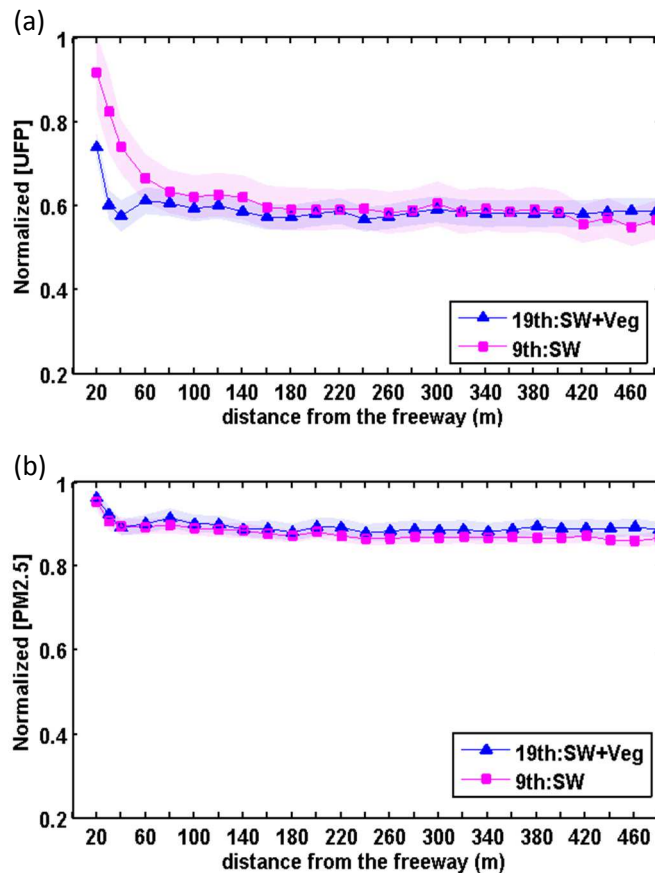 (a)
1
0.8
0.6
0.4
0.2
Normalized [UFP]
19th:SW+Veg
9th:SW
20 60 100 140 180 220 260 300 340 380 420 460
distance from the freeway (m)
(b)
1
0.8
0.6
0.4
0.2
Normalized [PM2.5]
19th:SW+Veg
9th:SW
20 60 100 140 180 220 260 300 340 380 420 460
distance from the freeway (m)